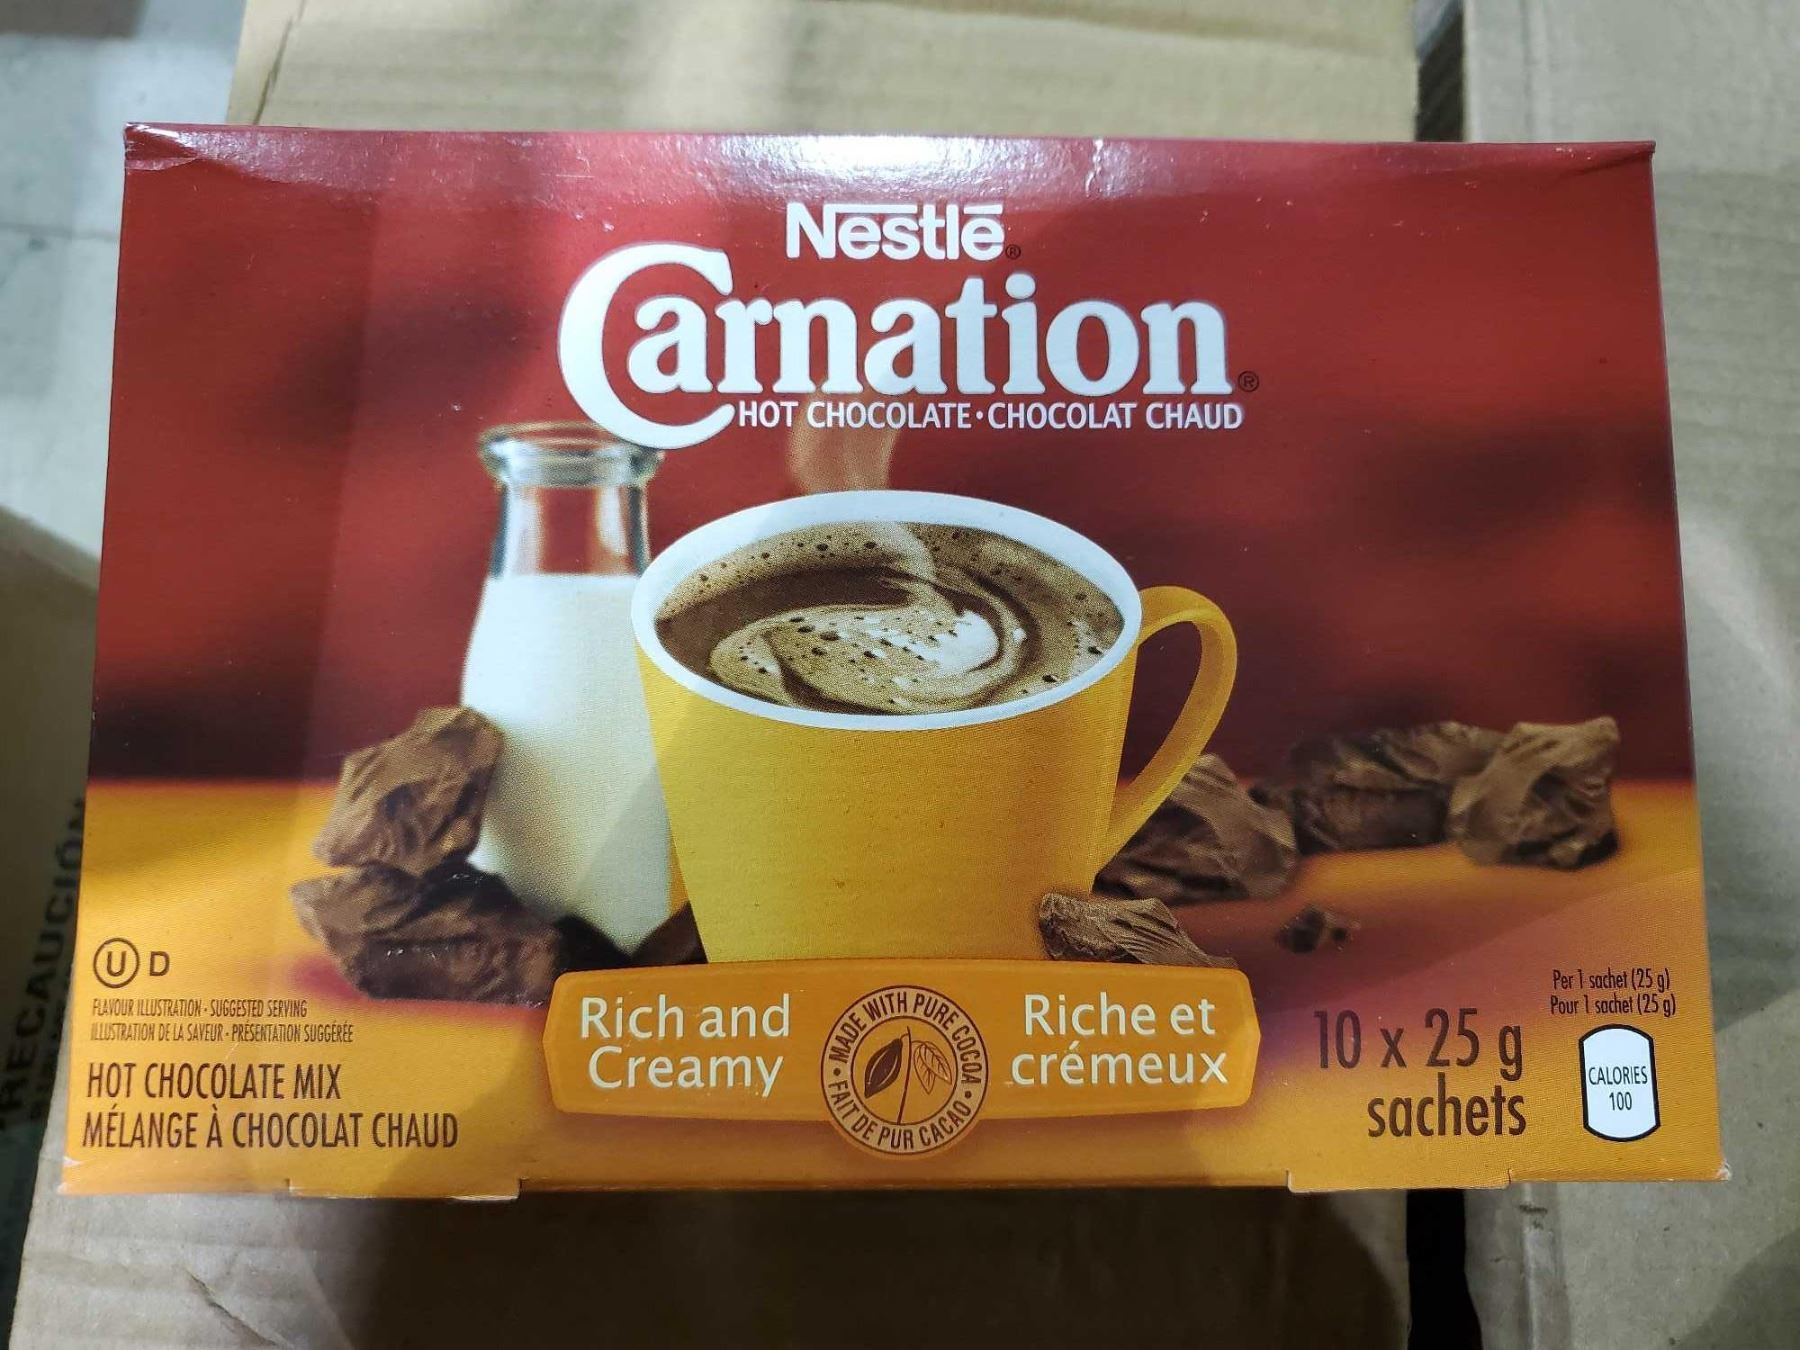 Nestlé®
Carnation®
HOT CHOCOLATE • CHOCOLAT CHAUD
U D
FLAVOUR ILLUSTRATION - SUGGESTED SERVING
ILLUSTRATION DE LA SAVEUR - PRÉSENTATION SUGGÉRÉE
HOT CHOCOLATE MIX
MÉLANGE À CHOCOLAT CHAUD
Rich and
Creamy
• MADE WITH PURE COCOA •
FAIT DE PUR CACAO
Riche et
crémeux
10 x 25 g
sachets
Per 1 sachet (25 g)
Pour 1 sachet (25 g)
CALORIES
100